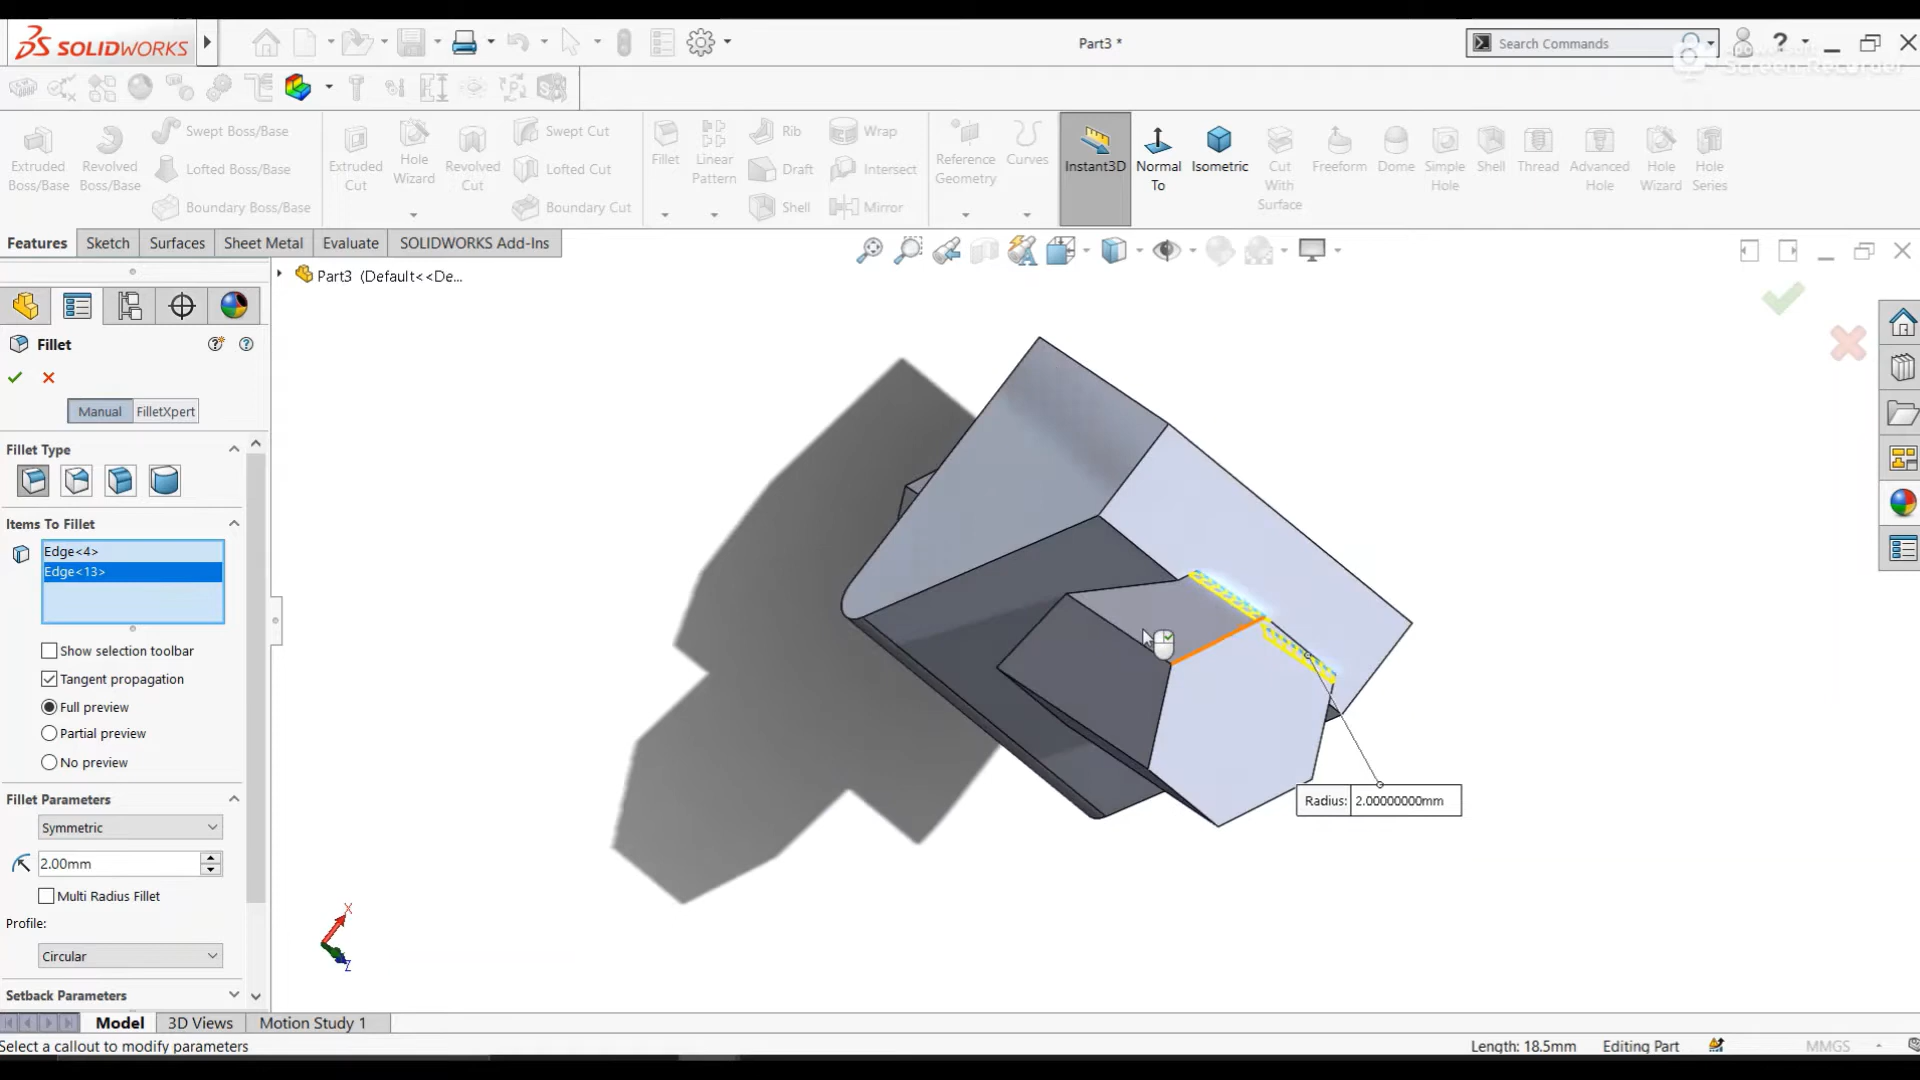 SOLIDWORKS
Part3 *
Search Commands
Screen Recorder
Extruded Boss/Base
Revolved Boss/Base
Swept Boss/Base
Lofted Boss/Base
Boundary Boss/Base
Extruded Cut
Hole Wizard
Revolved Cut
Swept Cut
Lofted Cut
Boundary Cut
Fillet
Linear Pattern
Rib
Draft
Shell
Wrap
Intersect
Mirror
Reference Geometry
Curves
Instant3D
Normal To
Isometric
Cut With Surface
Freeform
Dome
Simple Hole
Shell
Thread
Advanced Hole
Hole Wizard
Hole Series
Features
Sketch
Surfaces
Sheet Metal
Evaluate
SOLIDWORKS Add-Ins
Part3 (Default<<De...
Fillet
Manual
FilletXpert
Fillet Type
Items To Fillet
Edge<4>
Edge<13>
Show selection toolbar
Tangent propagation
Full preview
Partial preview
No preview
Fillet Parameters
Symmetric
2.00mm
Multi Radius Fillet
Profile:
Circular
Setback Parameters
Radius: 2.00000000mm
X
Z
Model
3D Views
Motion Study 1
Select a callout to modify parameters
Length: 18.5mm
Editing Part
MMGS